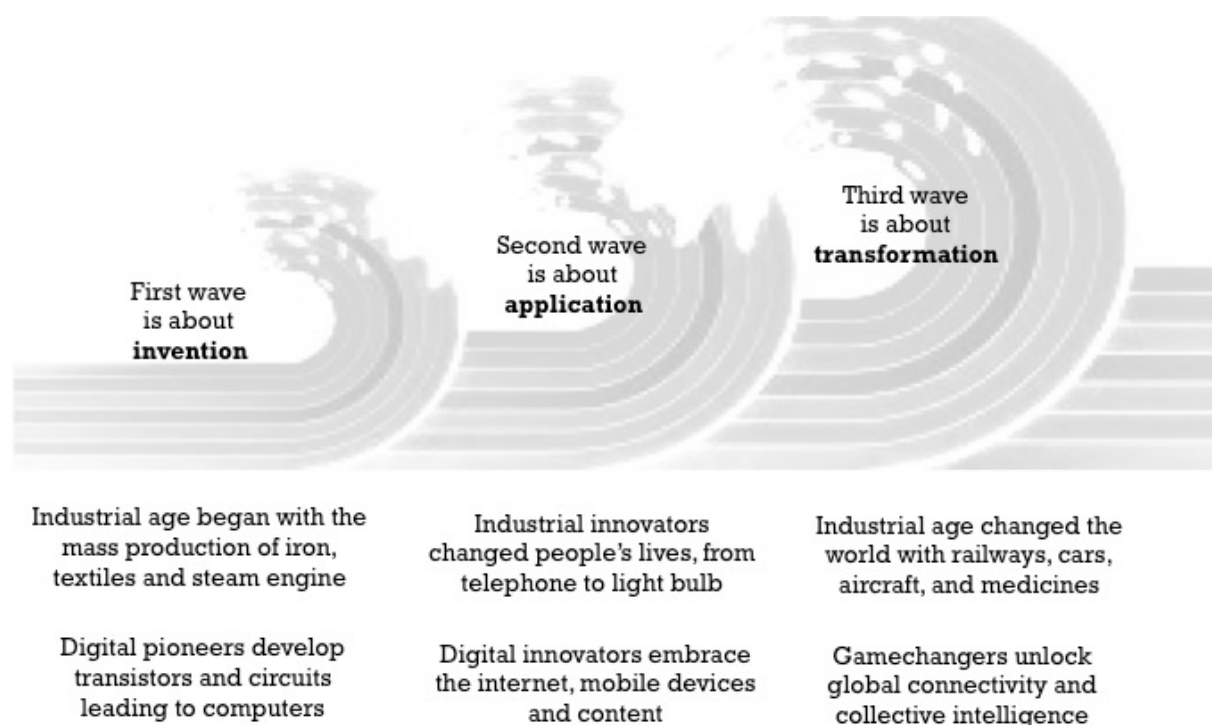 First wave
is about
invention
Second wave
is about
application
Third wave
is about
transformation
Industrial age began with the
mass production of iron,
textiles and steam engine
Industrial innovators
changed people's lives, from
telephone to light bulb
Industrial age changed the
world with railways, cars,
aircraft, and medicines
Digital pioneers develop
transistors and circuits
leading to computers
Digital innovators embrace
the internet, mobile devices
and content
Gamechangers unlock
global connectivity and
collective intelligence